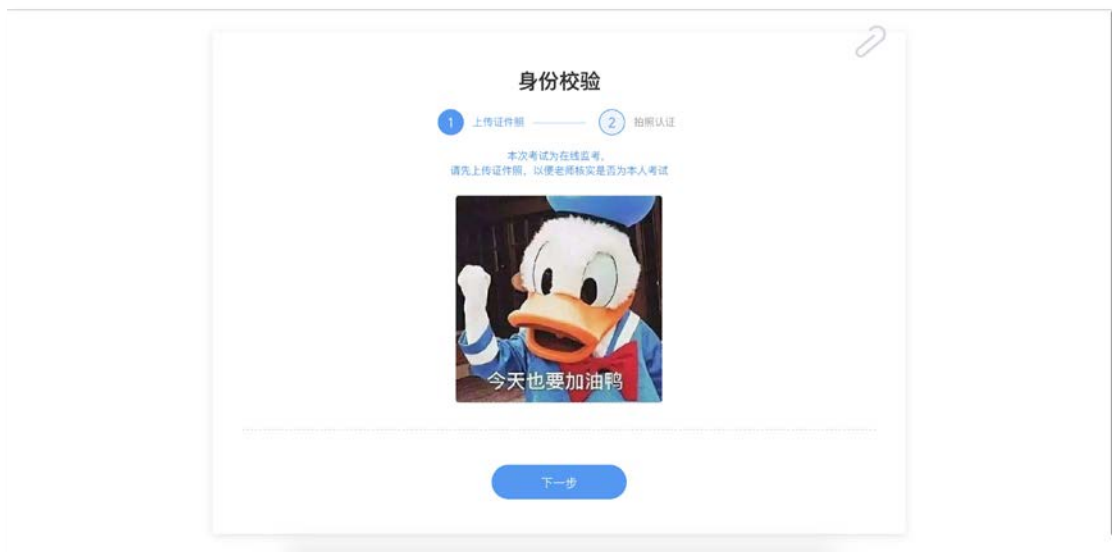 身份校验
1 上传证件照 2 拍照认证
本次考试为在线监考，
请先上传证件照，以便老师核实是否为本人考试
今天也要加油鸭
下一步